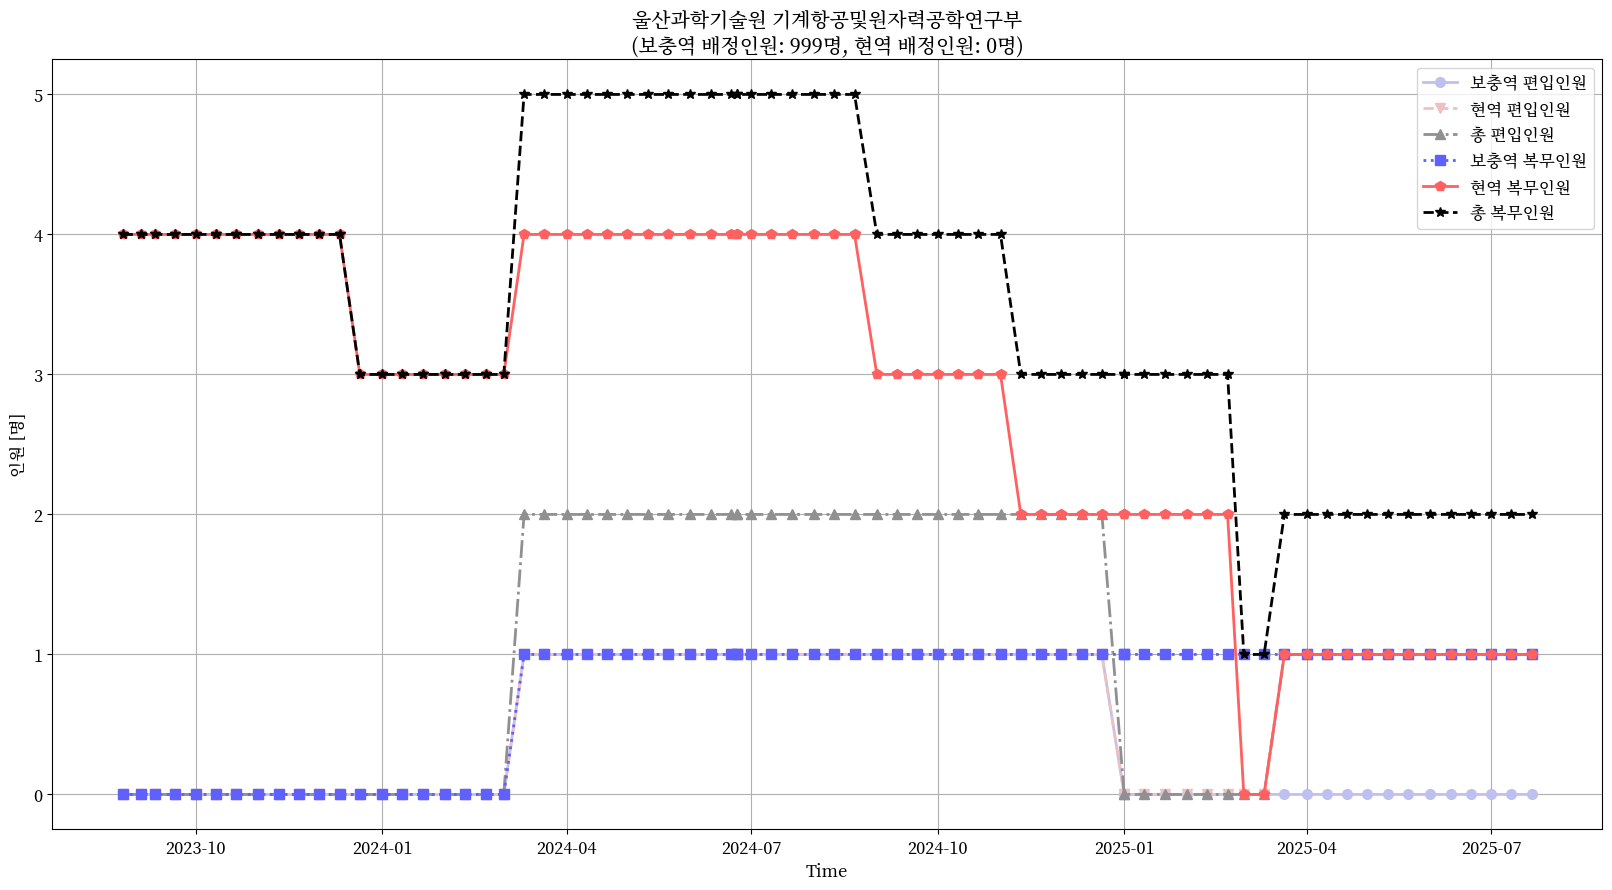 울산과학기술원 기계항공및원자력공학연구부
(보충역 배정인원: 999명, 현역 배정인원: 0명)
보충역 편입인원
현역 편입인원
총 편입인원
보충역 복무인원
현역 복무인원
총 복무인원
인원 [명]
5
4
3
2
1
0
2023-10
2024-01
2024-04
2024-07
2024-10
2025-01
2025-04
2025-07
Time